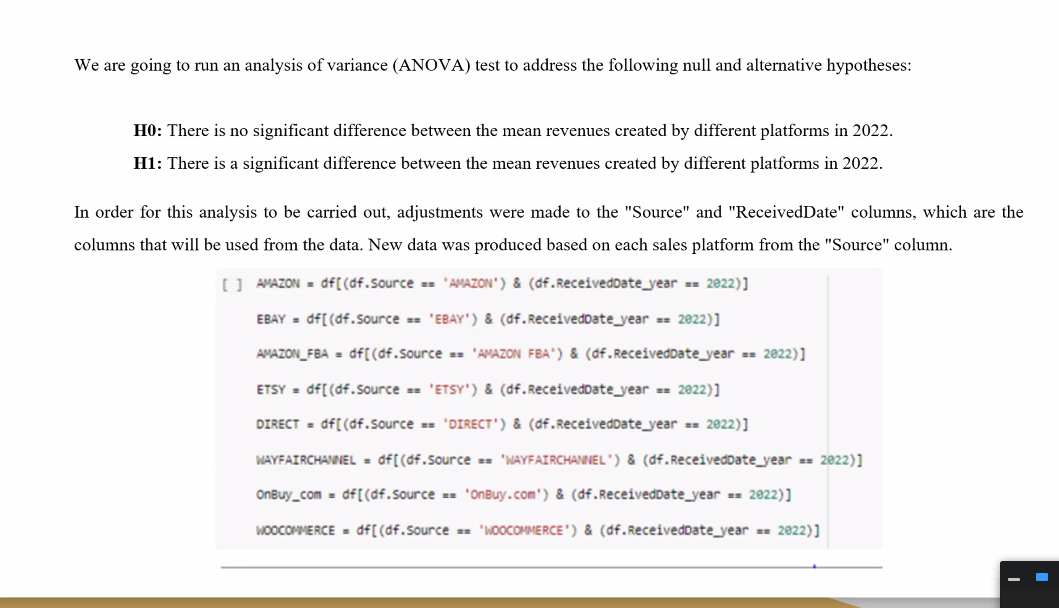 We are going to run an analysis of variance (ANOVA) test to address the following null and alternative hypotheses:
H0: There is no significant difference between the mean revenues created by different platforms in 2022.
H1: There is a significant difference between the mean revenues created by different platforms in 2022.
In order for this analysis to be carried out, adjustments were made to the "Source" and "ReceivedDate" columns, which are the
columns that will be used from the data. New data was produced based on each sales platform from the "Source" column.
[ ] AMAZON = df[(df.Source == 'AMAZON') & (df.ReceivedDate_year == 2022)]
EBAY = df[(df.Source == 'EBAY') & (df.ReceivedDate_year == 2022)]
AMAZON_FBA = df[(df.Source == 'AMAZON FBA') & (df.ReceivedDate_year == 2022)]
ETSY = df[(df.Source == 'ETSY') & (df.ReceivedDate_year == 2022)]
DIRECT = df[(df.Source == 'DIRECT') & (df.ReceivedDate_year == 2022)]
WAYFAIRCHANNEL = df[(df.Source == 'WAYFAIRCHANNEL') & (df.ReceivedDate_year == 2022)]
OnBuy_com = df[(df.Source == 'OnBuy.com') & (df.ReceivedDate_year == 2022)]
WOOCOMMERCE = df[(df.Source == 'WOOCOMMERCE') & (df.ReceivedDate_year == 2022)]